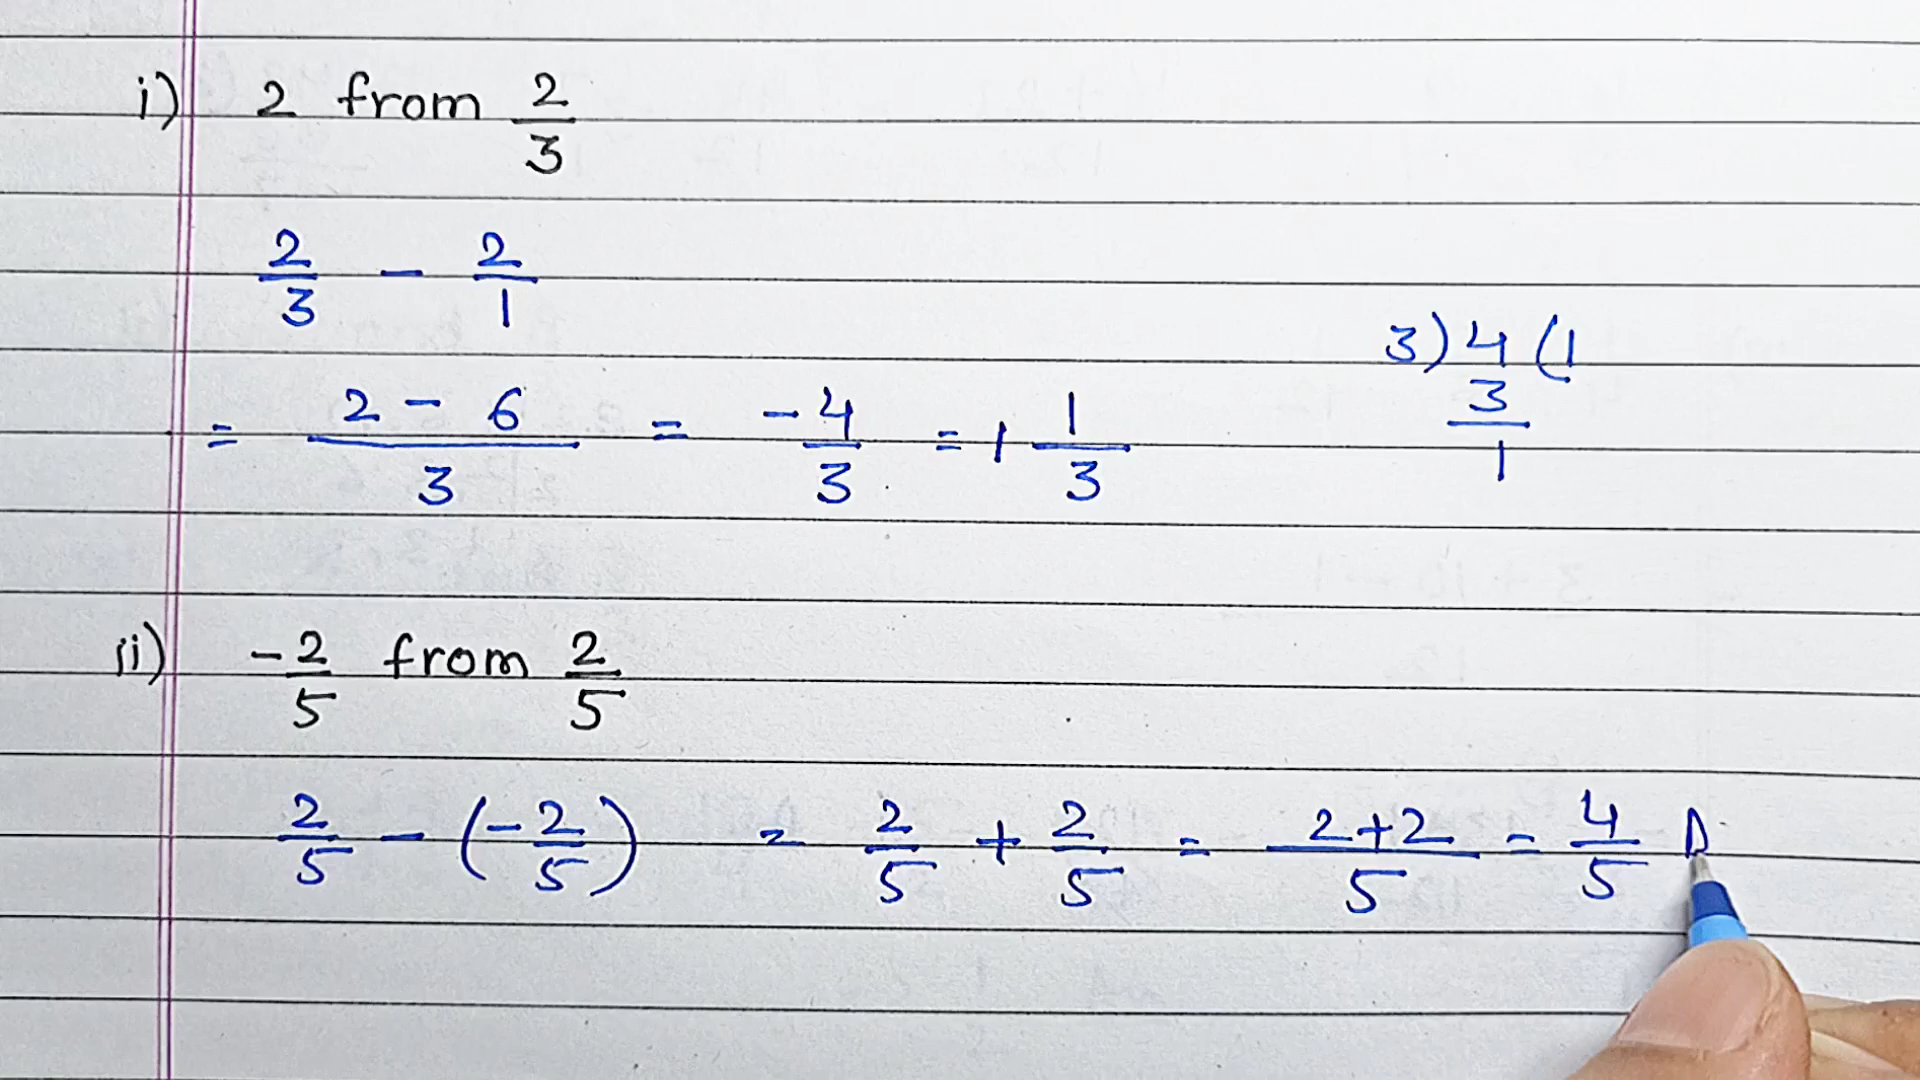 i) 2 from 2/3
2/3 - 2/1
= (2 - 6)/3 = -4/3 = 1 1/3
3)4(1
3
1
ii) -2/5 from 2/5
2/5 - (-2/5) = 2/5 + 2/5 = (2+2)/5 = 4/5